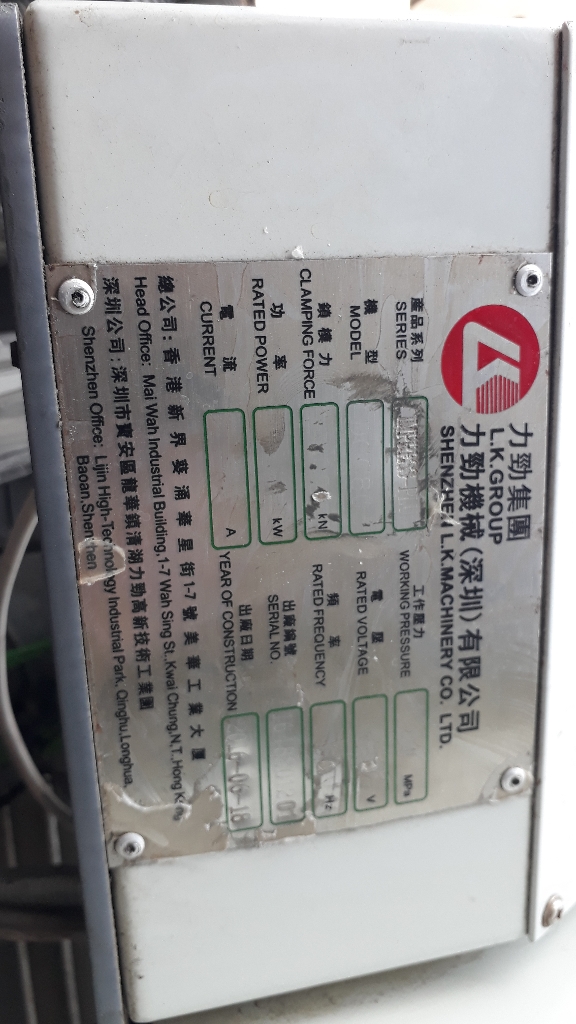 力勁集團
L.K.GROUP
力勁機械(深圳)有限公司
SHENZHEN L.K.MACHINERY CO. LTD.
產品系列
SERIES
工作壓力
WORKING PRESSURE
MPa
機型
MODEL
電壓
RATED VOLTAGE
V
鎖模力
CLAMPING FORCE
kN
頻率
RATED FREQUENCY
Hz
功率
RATED POWER
kW
出廠編號
SERIAL NO.
電流
CURRENT
A
出廠日期
YEAR OF CONSTRUCTION
總公司:香港新界葵涌華星街1-7號美華工業大厦
Head Office: Mai Wah Industrial Building,1-7 Wah Sing St.,Kwai Chung,N.T.,Hong Kong
深圳公司:深圳市寶安區龍華鎮清湖力勁高新技術工業園
Shenzhen Office: Lijin High-Technology Industrial Park, Qinghu,Longhua,
Baoan,Shenzhen